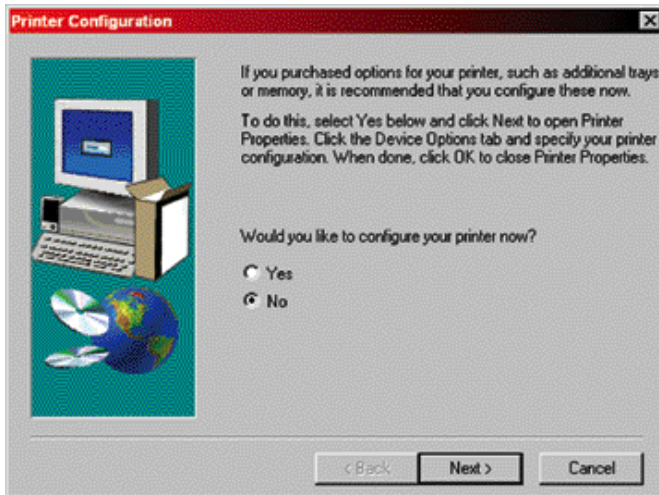 Printer Configuration
If you purchased options for your printer, such as additional trays
or memory, it is recommended that you configure these now.
To do this, select Yes below and click Next to open Printer
Properties. Click the Device Options tab and specify your printer
configuration. When done, click OK to close Printer Properties.
Would you like to configure your printer now?
Yes
No
< Back
Next >
Cancel